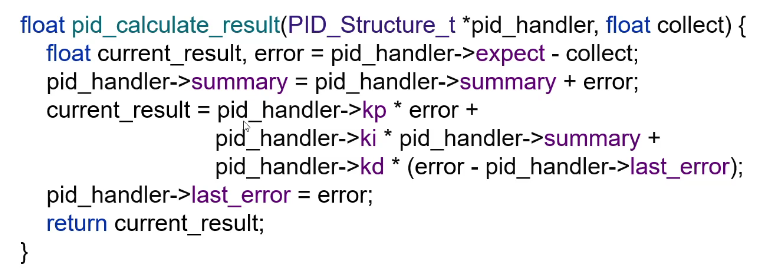 float pid_calculate_result(PID_Structure_t *pid_handler, float collect) {
float current_result, error = pid_handler->expect - collect;
pid_handler->summary = pid_handler->summary + error;
current_result = pid_handler->kp * error +
pid_handler->ki * pid_handler->summary +
pid_handler->kd * (error - pid_handler->last_error);
pid_handler->last_error = error;
return current_result;
}